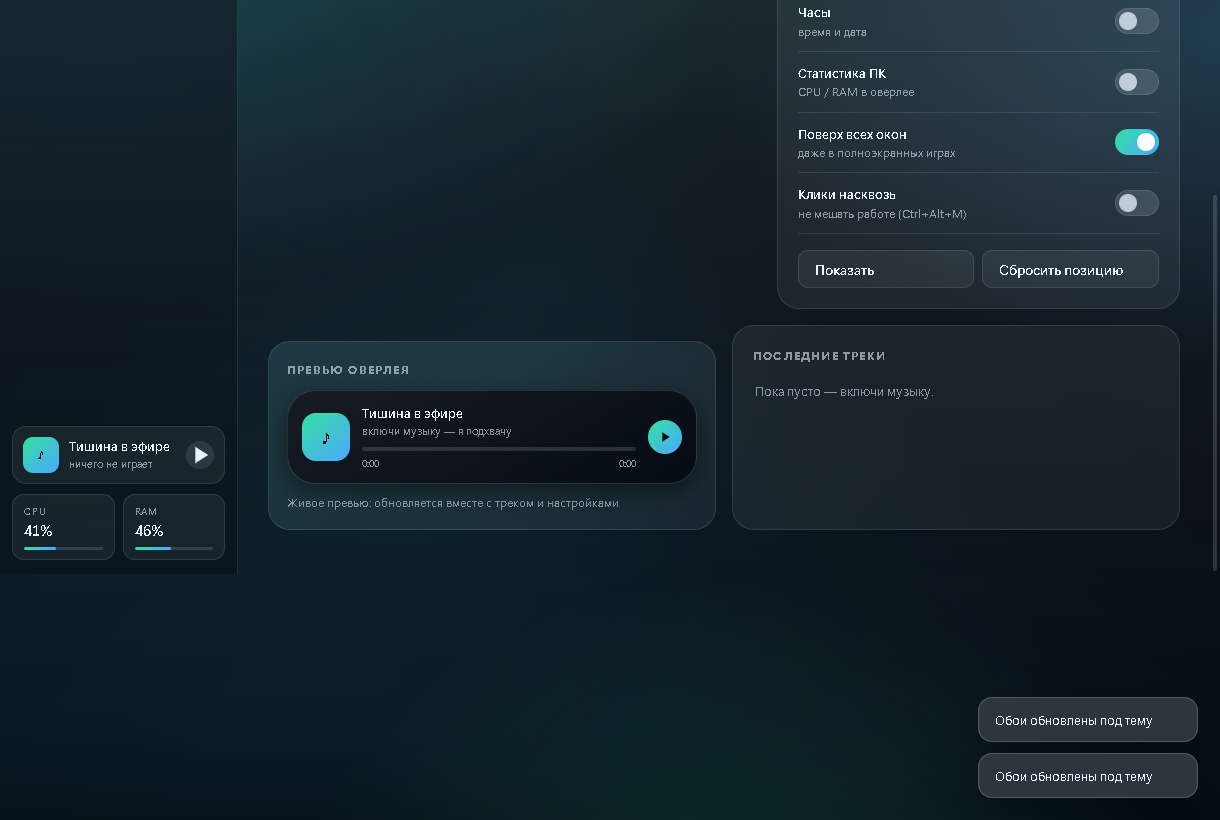 Часы
время и дата
Статистика ПК
CPU / RAM в оверлее
Поверх всех окон
даже в полноэкранных играх
Клики насквозь
не мешать работе (Ctrl+Alt+M)
Показать
Сбросить позицию
ПРЕВЬЮ ОВЕРЛЕЯ
Тишина в эфире
включи музыку — я подхвачу
0:00
0:00
Живое превью: обновляется вместе с треком и настройками
ПОСЛЕДНИЕ ТРЕКИ
Пока пусто — включи музыку.
Тишина в эфире
ничего не играет
CPU
41%
RAM
46%
Обои обновлены под тему
Обои обновлены под тему